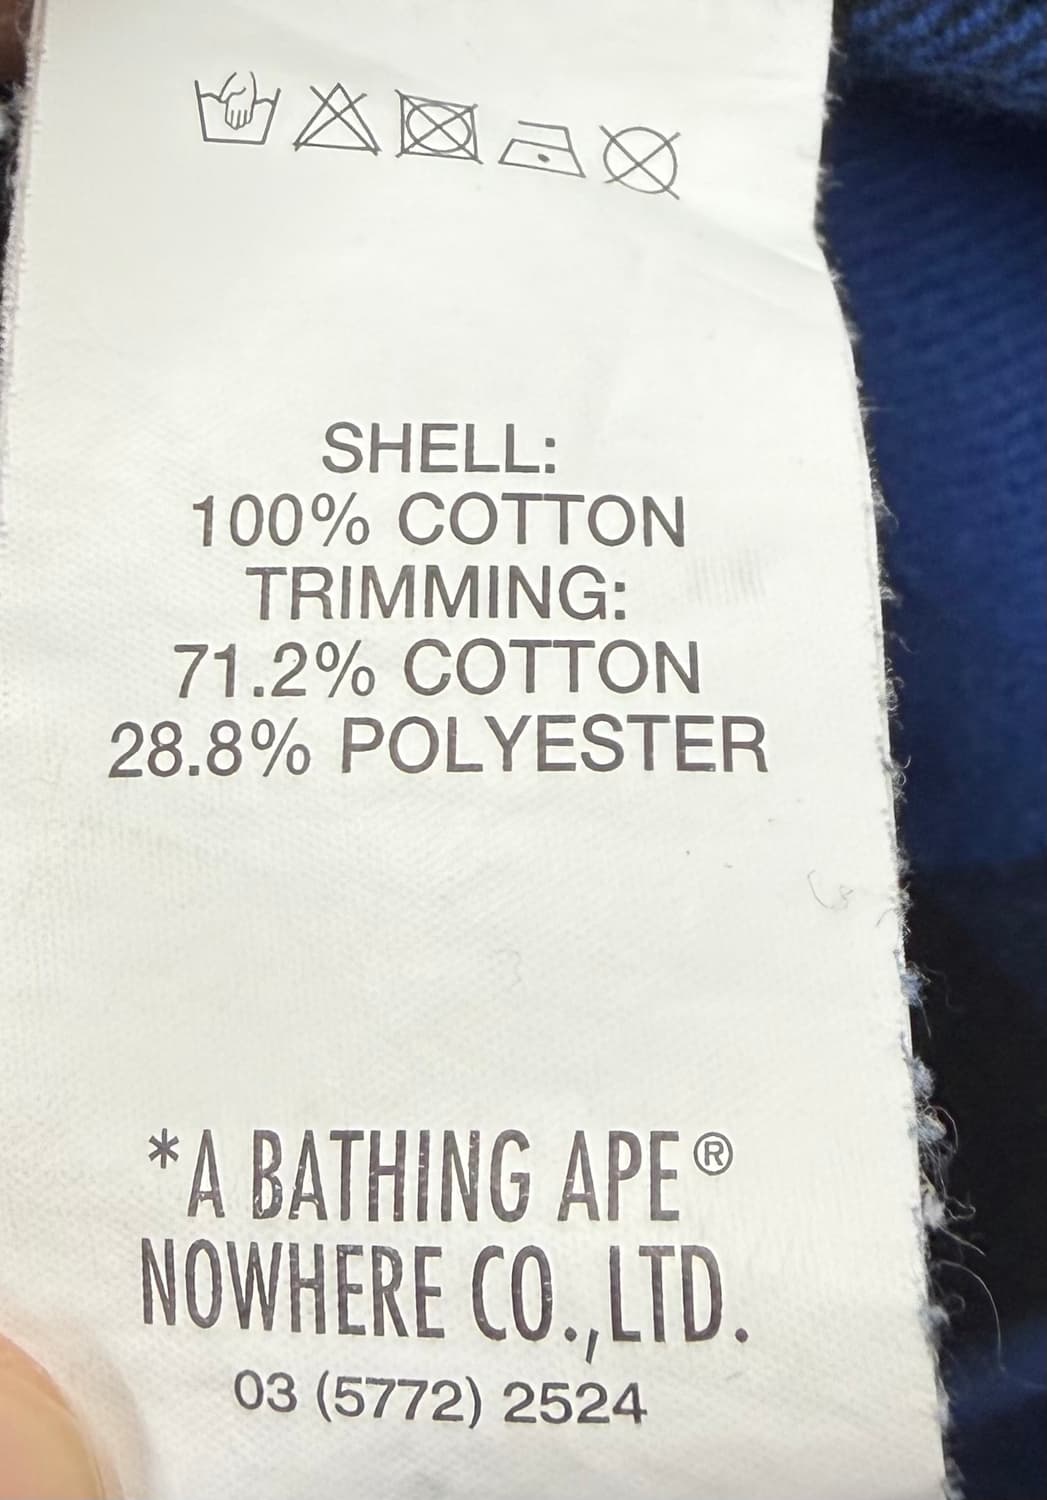 SHELL:
100% COTTON
TRIMMING:
71.2% COTTON
28.8% POLYESTER
*A BATHING APE®
NOWHERE CO.,LTD.
03 (5772) 2524